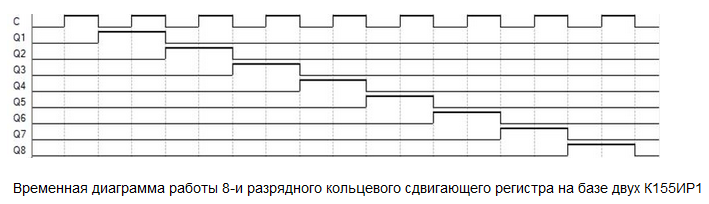 C
Q1
Q2
Q3
Q4
Q5
Q6
Q7
Q8
Временная диаграмма работы 8-и разрядного кольцевого сдвигающего регистра на базе двух К155ИР1